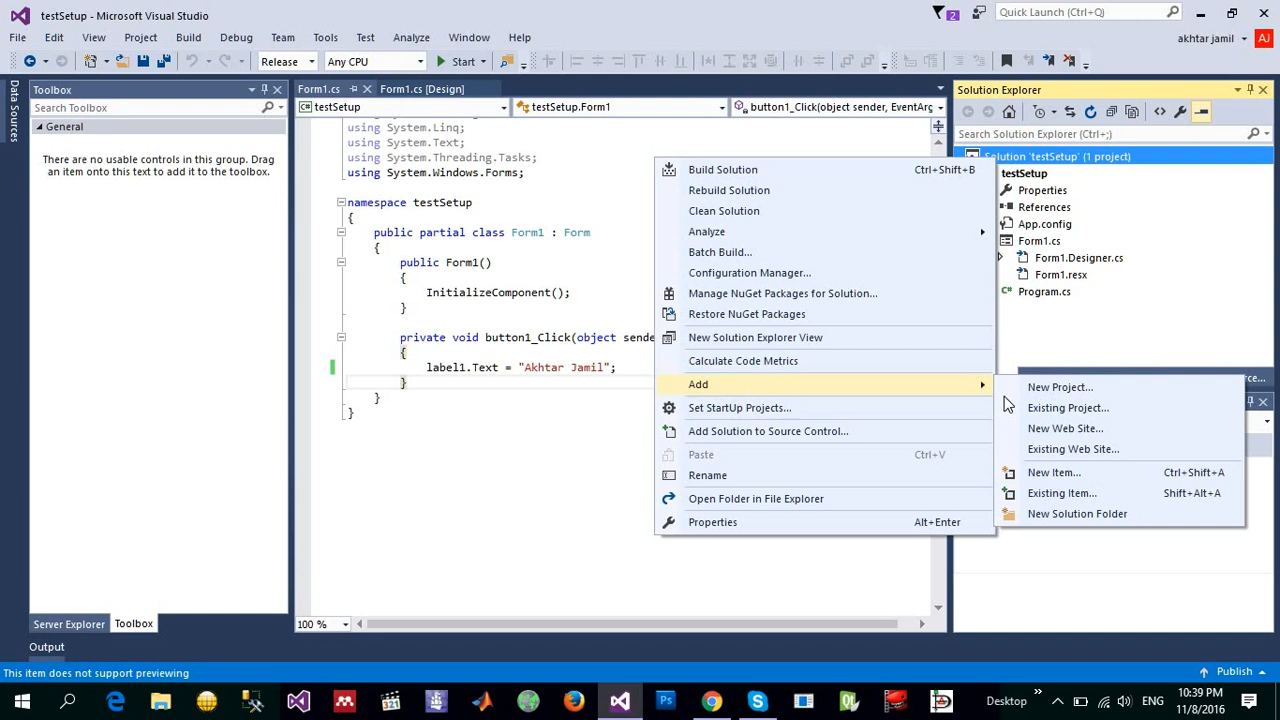 testSetup - Microsoft Visual Studio
2
Quick Launch (Ctrl+Q)
File Edit View Project Build Debug Team Tools Test Analyze Window Help
akhtar jamil AJ
Release Any CPU Start
Data Sources
Toolbox
Search Toolbox
General
There are no usable controls in this group. Drag
an item onto this text to add it to the toolbox.
Server Explorer Toolbox
Form1.cs Form1.cs [Design]
testSetup testSetup.Form1 button1_Click(object sender, EventArg
using System.Linq;
using System.Text;
using System.Threading.Tasks;
using System.Windows.Forms;
namespace testSetup
{
public partial class Form1 : Form
{
public Form1()
{
InitializeComponent();
}
private void button1_Click(object sende
{
label1.Text = "Akhtar Jamil";
}
}
}
100 %
Build Solution Ctrl+Shift+B
Rebuild Solution
Clean Solution
Analyze
Batch Build...
Configuration Manager...
Manage NuGet Packages for Solution...
Restore NuGet Packages
New Solution Explorer View
Calculate Code Metrics
Add
Set StartUp Projects...
Add Solution to Source Control...
Paste Ctrl+V
Rename
Open Folder in File Explorer
Properties Alt+Enter
New Project...
Existing Project...
New Web Site...
Existing Web Site...
New Item... Ctrl+Shift+A
Existing Item... Shift+Alt+A
New Solution Folder
Solution Explorer
Search Solution Explorer (Ctrl+;)
Solution 'testSetup' (1 project)
testSetup
Properties
References
App.config
Form1.cs
Form1.Designer.cs
Form1.resx
Program.cs
rce...
Output
This item does not support previewing
Publish
321
Ps
Qt
Desktop
ENG
10:39 PM
11/8/2016